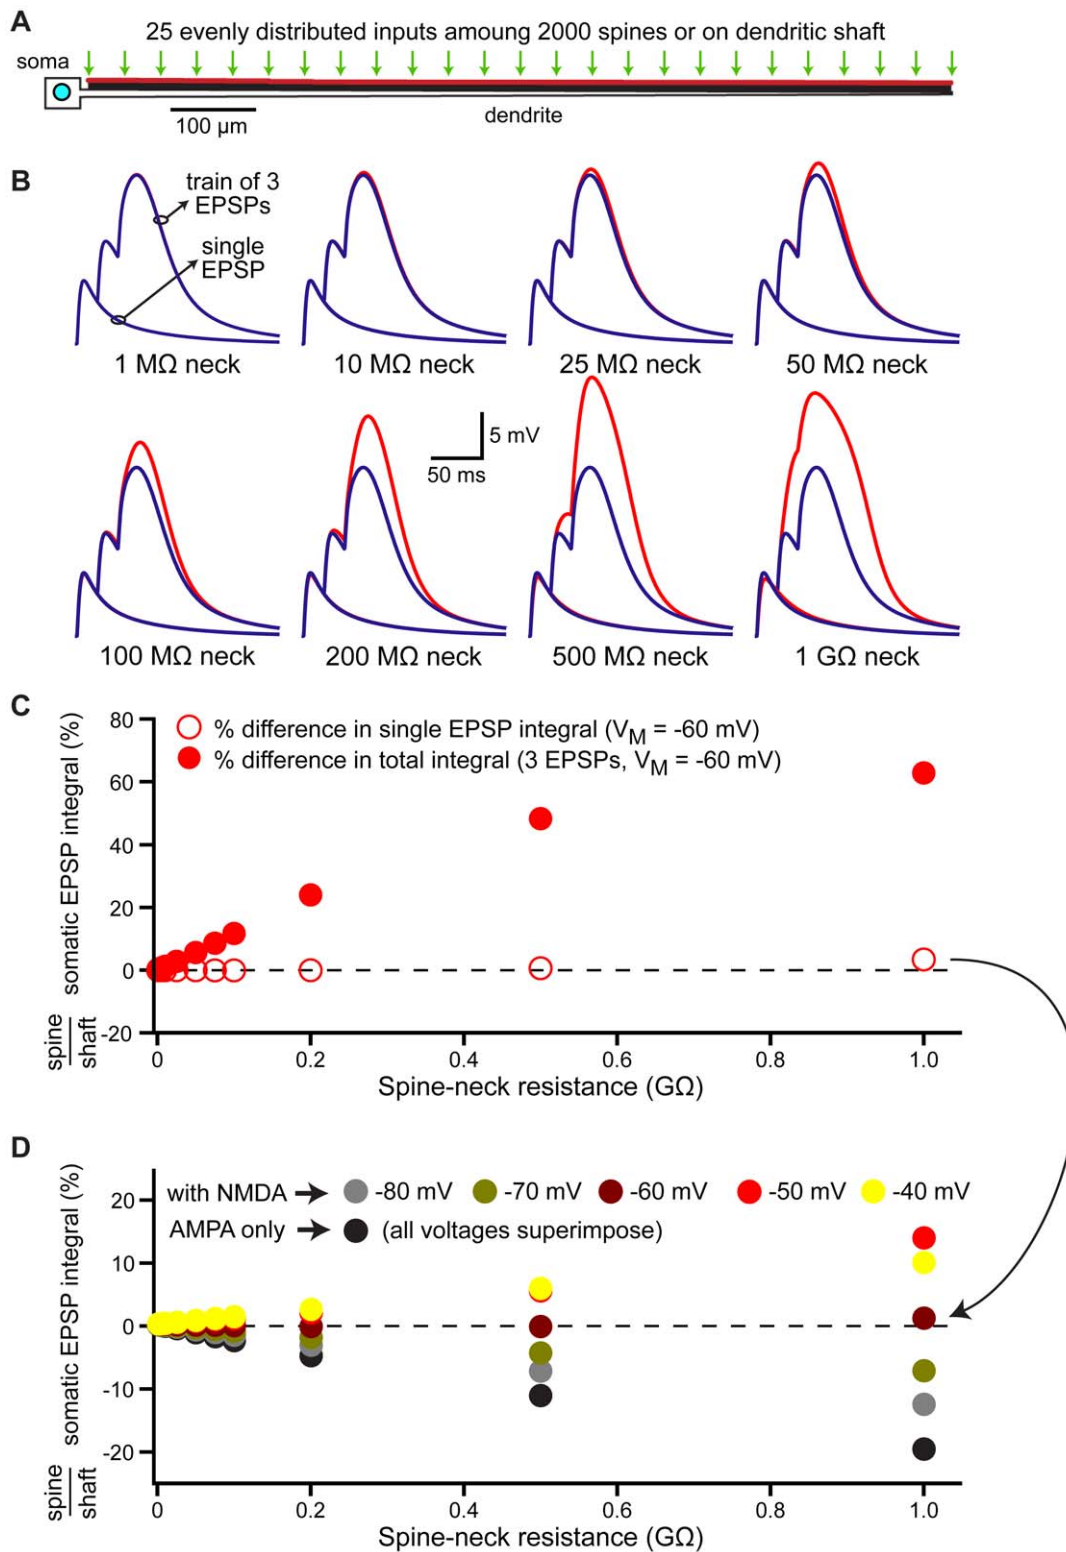 A
25 evenly distributed inputs amoung 2000 spines or on dendritic shaft
soma
100 µm
dendrite
B
train of 3
EPSPs
single
EPSP
1 MΩ neck
10 MΩ neck
25 MΩ neck
50 MΩ neck
5 mV
50 ms
100 MΩ neck
200 MΩ neck
500 MΩ neck
1 GΩ neck
C
% difference in single EPSP integral (VM = -60 mV)
% difference in total integral (3 EPSPs, VM = -60 mV)
80
60
40
20
0
-20
spine
shaft
somatic EPSP integral (%)
0
0.2
0.4
0.6
0.8
1.0
Spine-neck resistance (GΩ)
D
with NMDA
-80 mV
-70 mV
-60 mV
-50 mV
-40 mV
AMPA only
(all voltages superimpose)
20
10
0
-10
-20
spine
shaft
somatic EPSP integral (%)
0
0.2
0.4
0.6
0.8
1.0
Spine-neck resistance (GΩ)